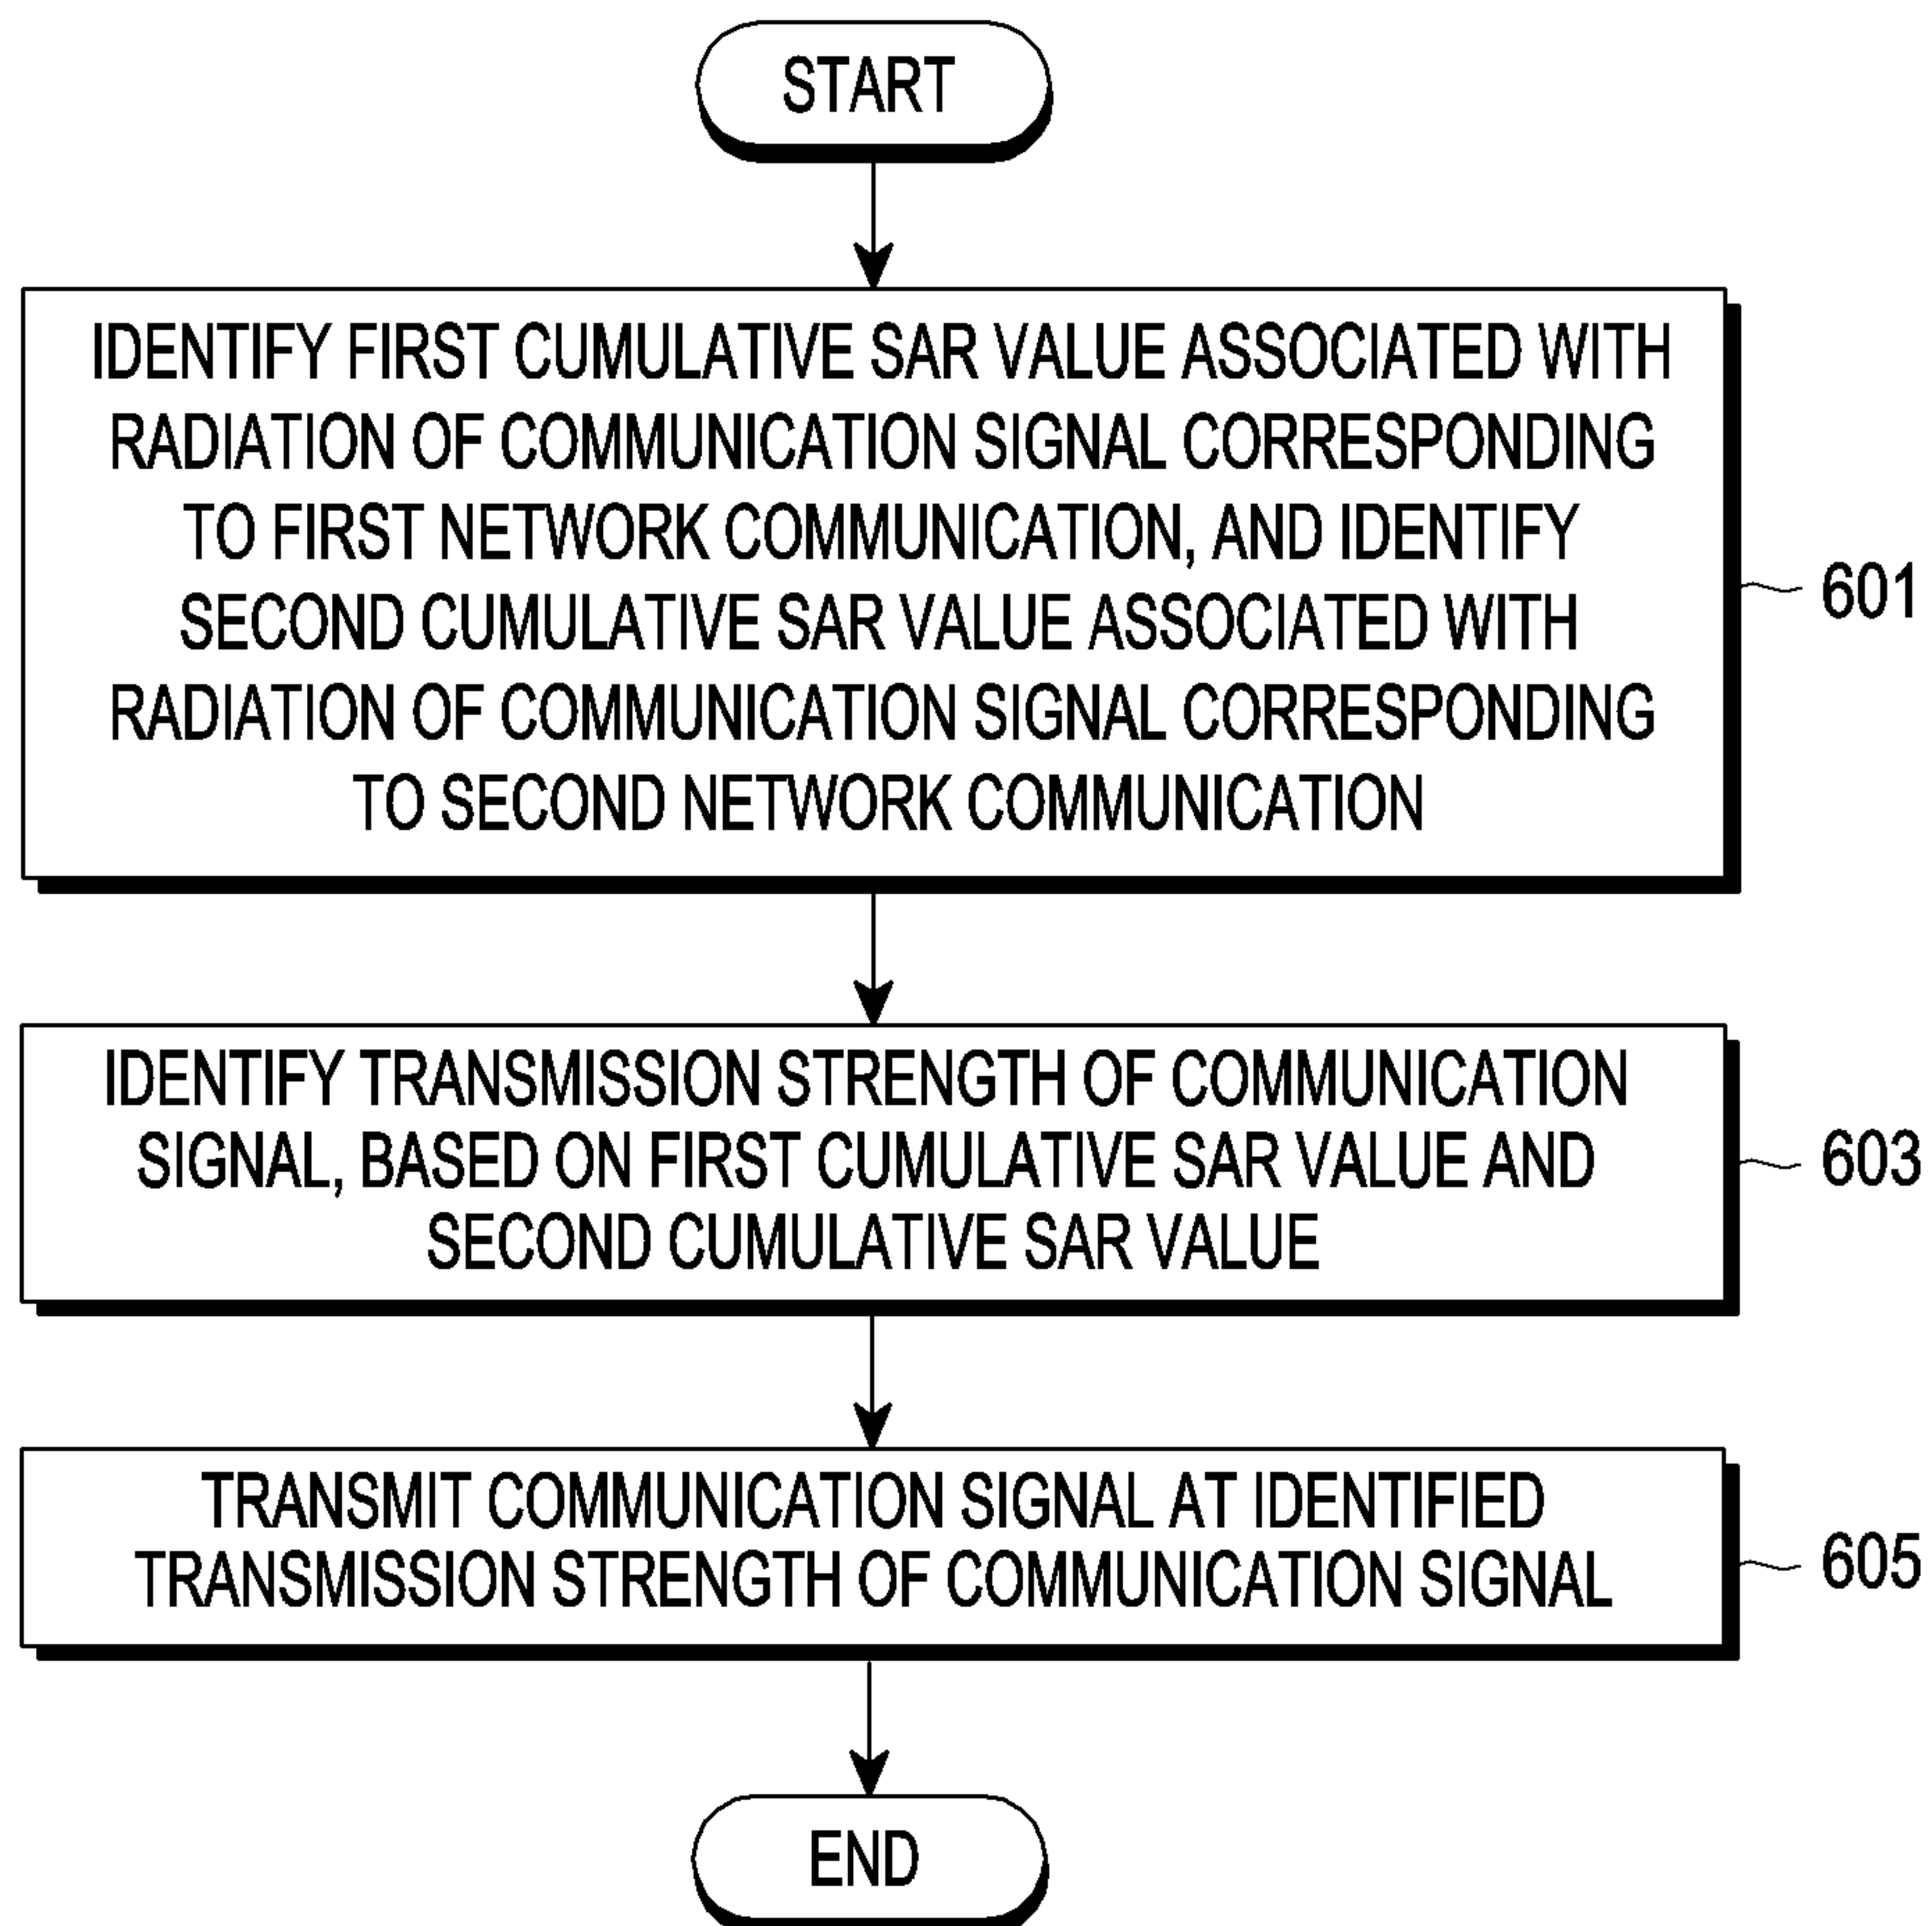 START
IDENTIFY FIRST CUMULATIVE SAR VALUE ASSOCIATED WITH
RADIATION OF COMMUNICATION SIGNAL CORRESPONDING
TO FIRST NETWORK COMMUNICATION, AND IDENTIFY
SECOND CUMULATIVE SAR VALUE ASSOCIATED WITH
RADIATION OF COMMUNICATION SIGNAL CORRESPONDING
TO SECOND NETWORK COMMUNICATION
601
IDENTIFY TRANSMISSION STRENGTH OF COMMUNICATION
SIGNAL, BASED ON FIRST CUMULATIVE SAR VALUE AND
SECOND CUMULATIVE SAR VALUE
603
TRANSMIT COMMUNICATION SIGNAL AT IDENTIFIED
TRANSMISSION STRENGTH OF COMMUNICATION SIGNAL
605
END